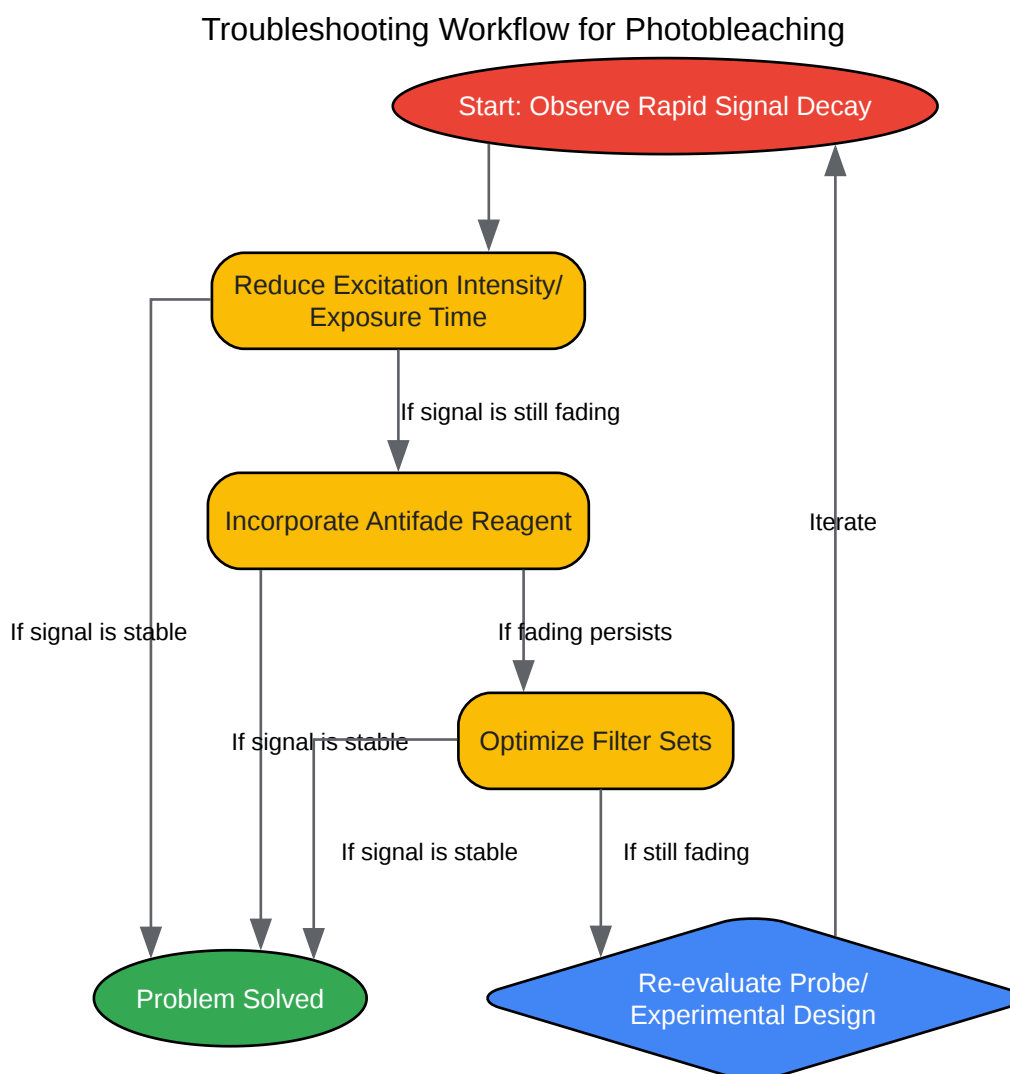 Troubleshooting Workflow for Photobleaching
Start: Observe Rapid Signal Decay
Reduce Excitation Intensity/
Exposure Time
If signal is still fading
Incorporate Antifade Reagent
Iterate
If signal is stable
If fading persists
If signal is stable
Optimize Filter Sets
If signal is stable
If still fading
Problem Solved
Re-evaluate Probe/
Experimental Design